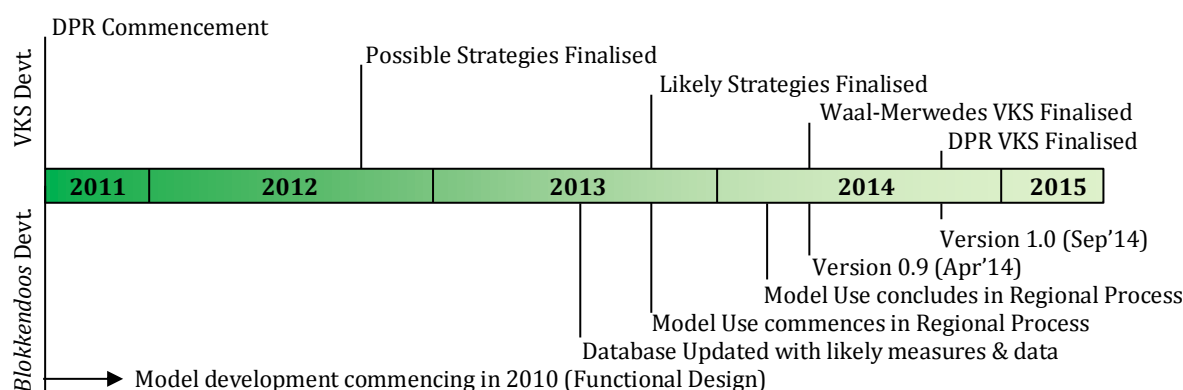 DPR Commencement
Possible Strategies Finalised
Likely Strategies Finalised
Waal-Merwedes VKS Finalised
DPR VKS Finalised
VKS Devt.
2011 2012 2013 2014 2015
Blokkendoos Devt.
Version 1.0 (Sep'14)
Version 0.9 (Apr'14)
Model Use concludes in Regional Process
Model Use commences in Regional Process
Database Updated with likely measures & data
Model development commencing in 2010 (Functional Design)